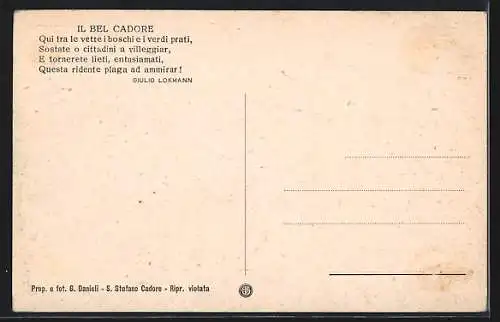 IL BEL CADORE
Qui tra le vette i boschi e i verdi prati,
Sostate o cittadini a villeggiar,
E tornerete lieti, entusiamati,
Questa ridente plaga ad ammirar!
GIULIO LOKMANN
Prop. e fot. G. Danieli - S. Stefano Cadore - Ripr. vietata